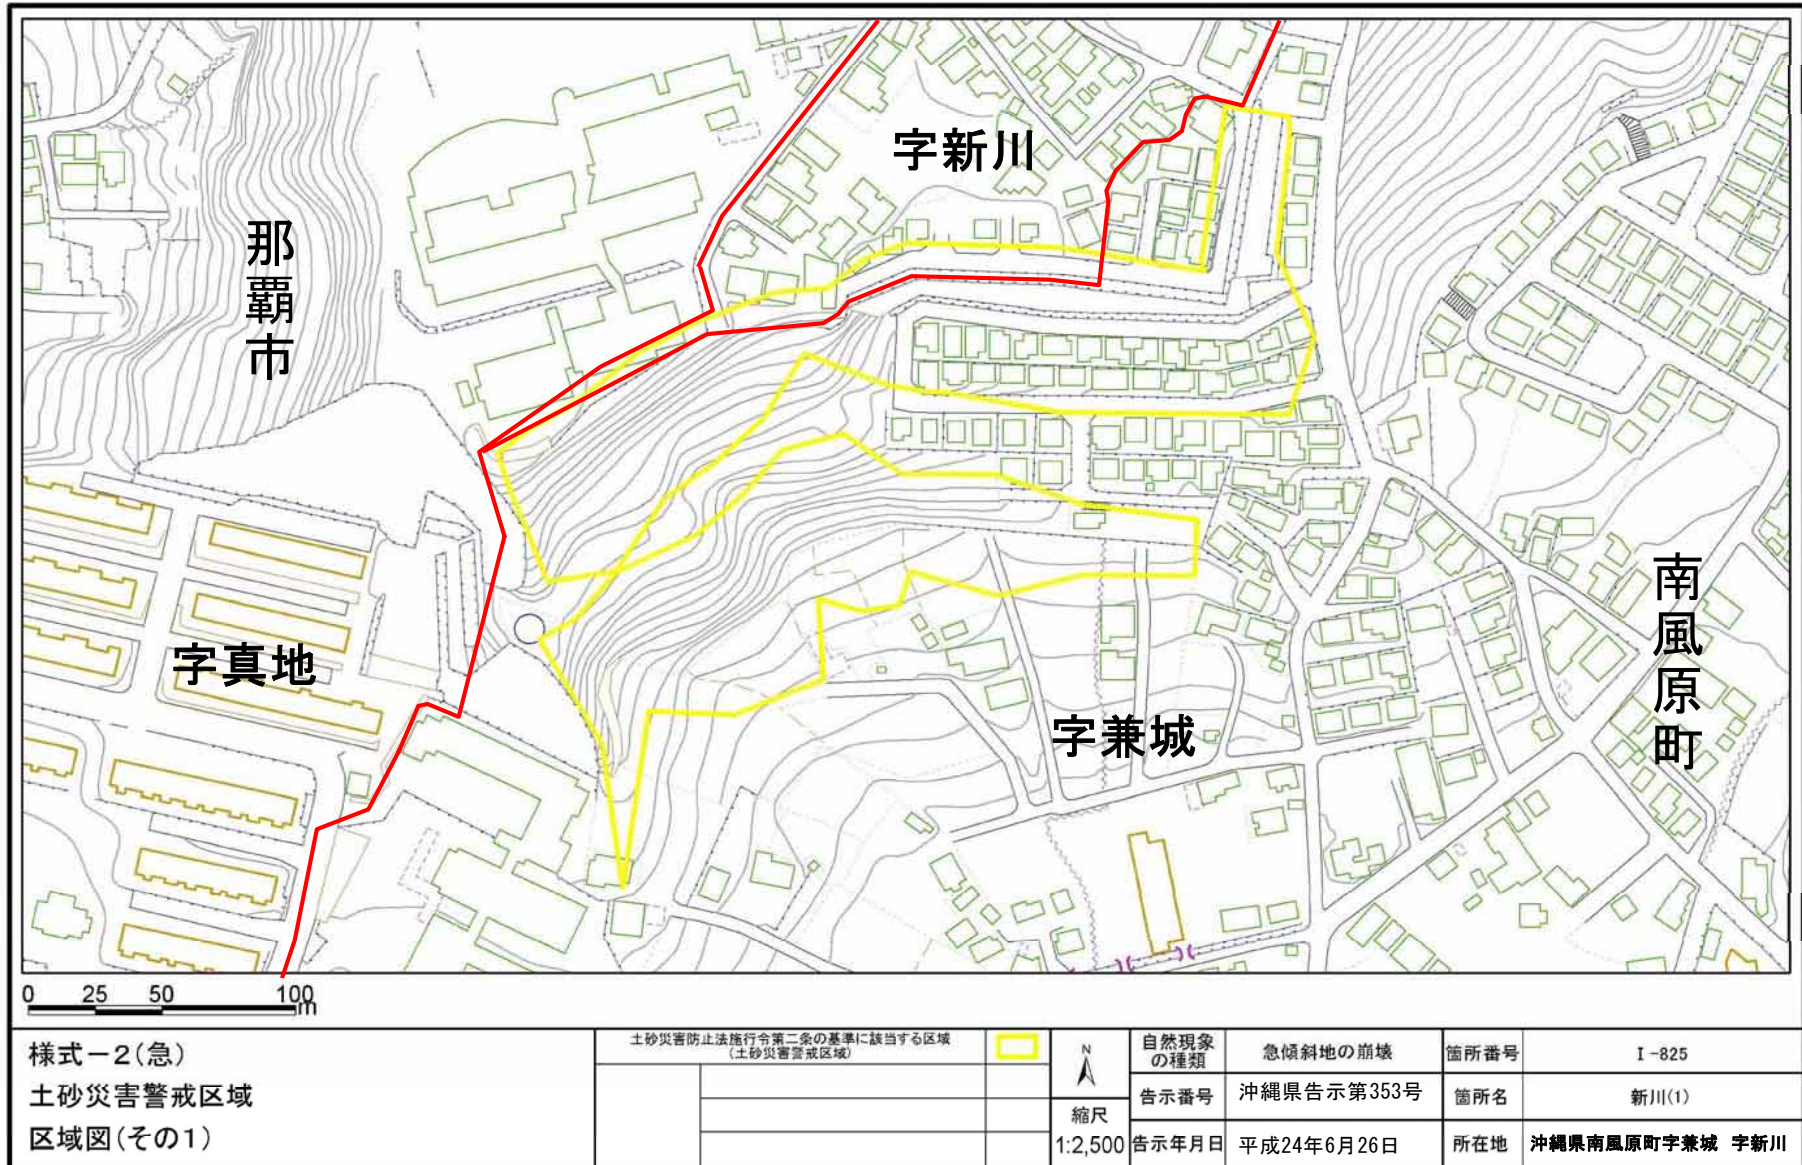 字新川
那覇市
字真地
字兼城
南風原町
0 25 50 100m
様式－2(急)
土砂災害警戒区域
区域図(その1)
土砂災害防止法施行令第二条の基準に該当する区域
(土砂災害警戒区域)
N
縮尺
1:2,500
自然現象の種類
急傾斜地の崩壊
箇所番号
I-825
告示番号
沖縄県告示第353号
箇所名
新川(1)
告示年月日
平成24年6月26日
所在地
沖縄県南風原町字兼城 字新川